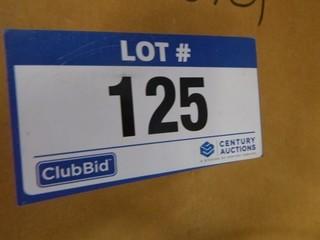 LOT #
125
ClubBid
CENTURY
AUCTIONS